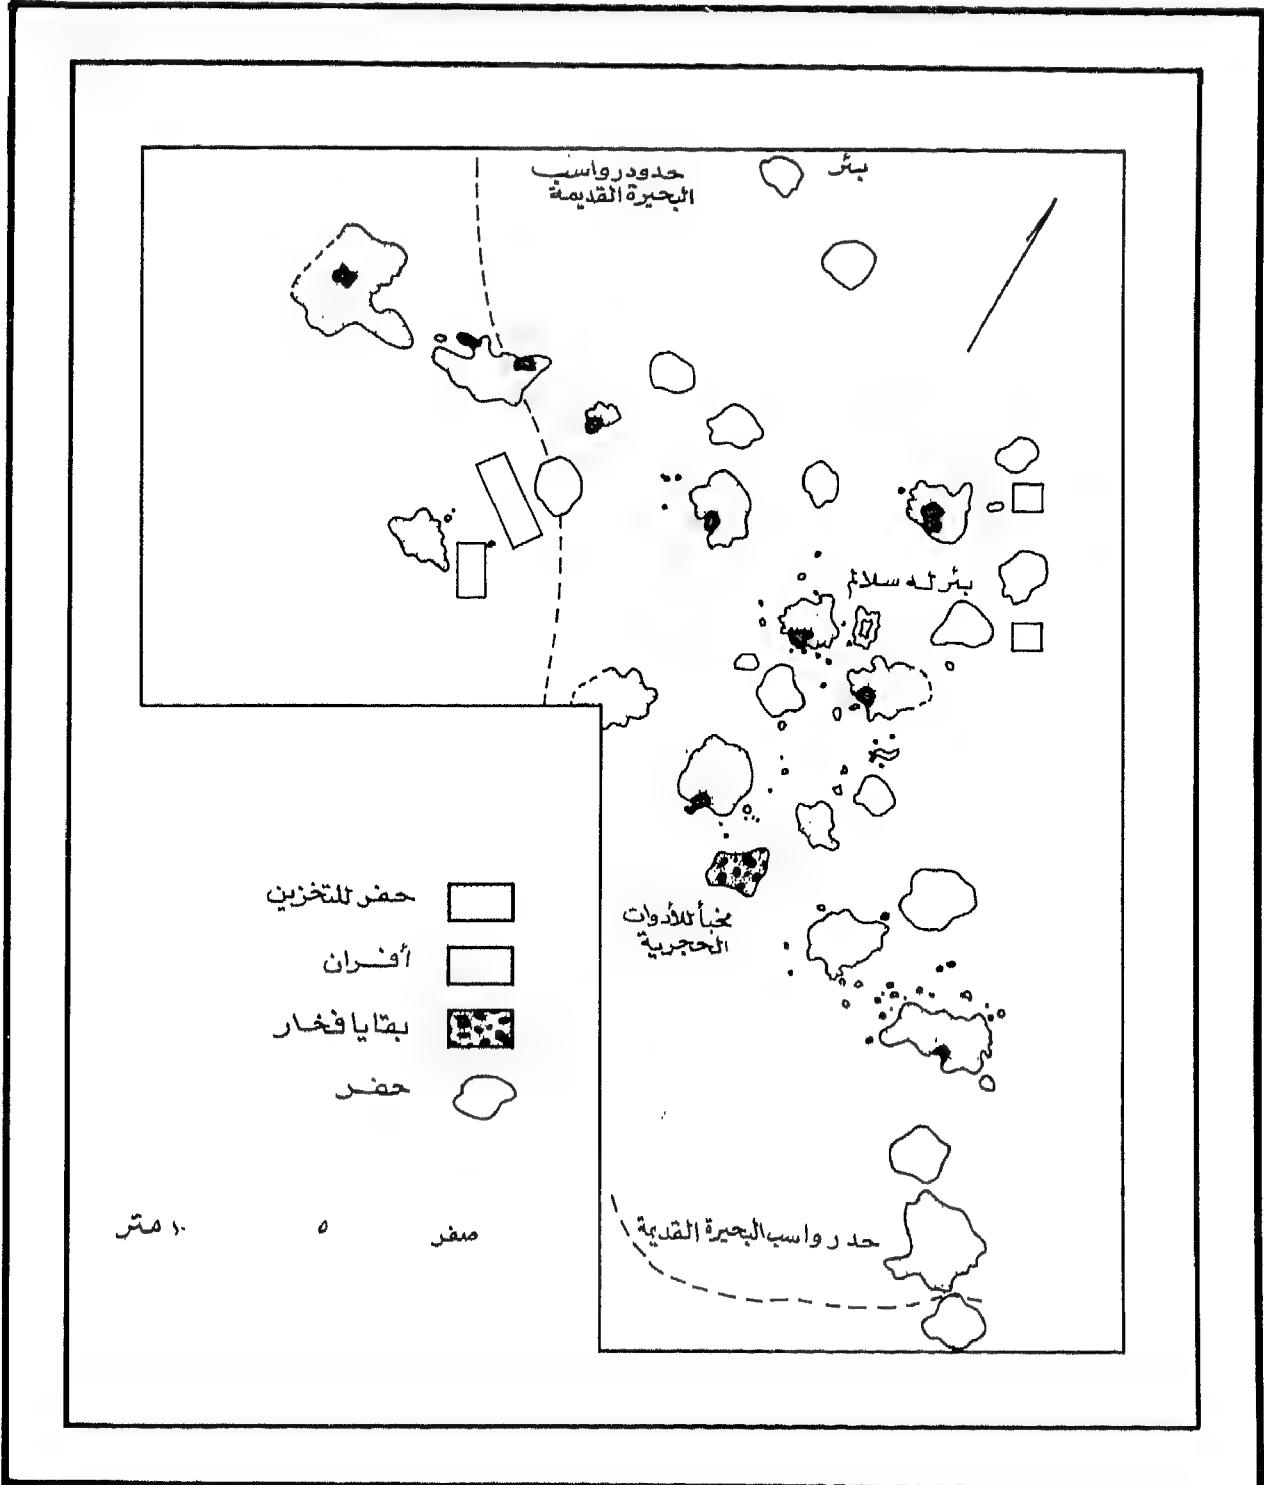 بئر
حدود رواسب
البحيرة القديمة
بئر له سلالم
مخبأ للأدوات
الحجرية
حفر للتخزين
أفران
بقايا فخار
حفر
حد رواسب البحيرة القديمة
صفر ٥ ١٠ متر